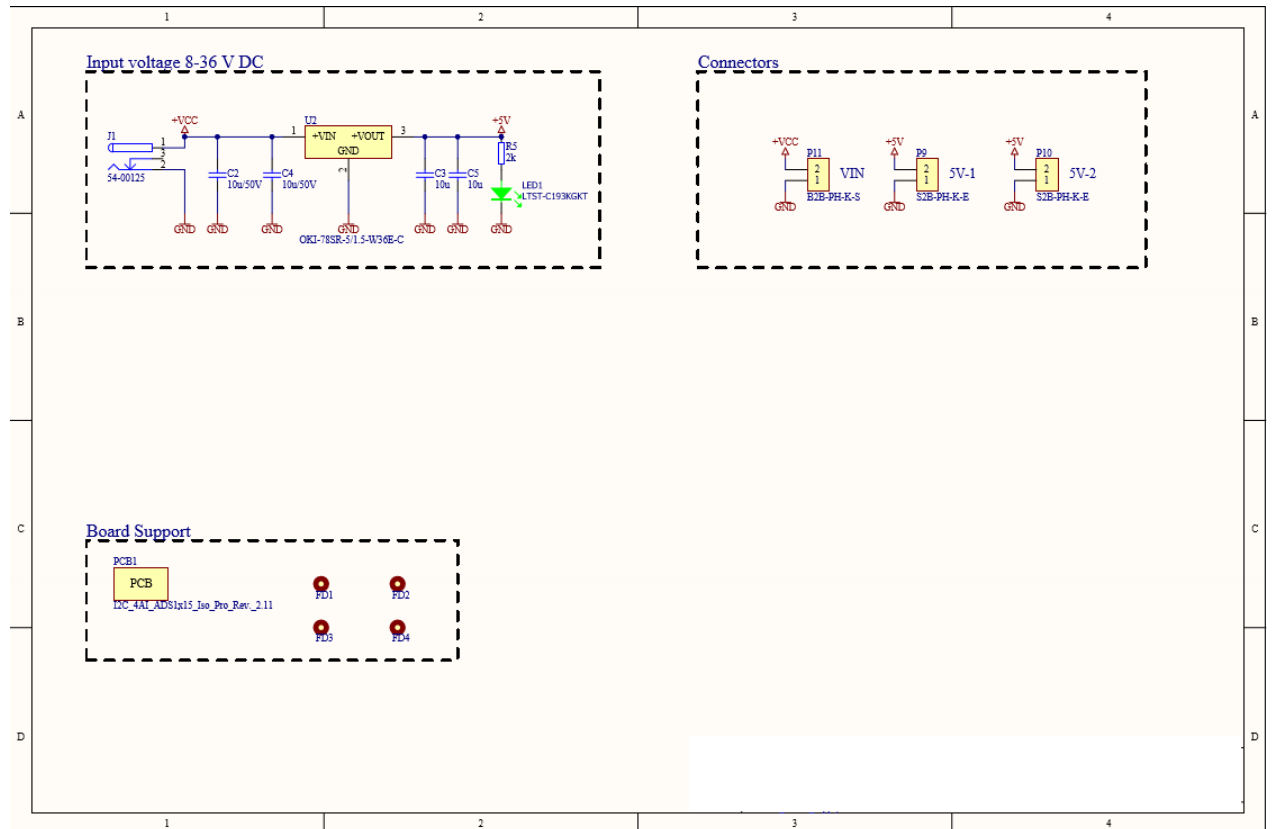 1 2 3 4
Input voltage 8-36 V DC
Connectors
A A
+VCC
U2
+5V
J1
1
3
2
54-00125
1 +VIN +VOUT 3
GND
2
R5
2k
C2
10u/50V
C4
10u/50V
C3
10u
C5
10u
LED1
LTST-C193KGKT
GND GND GND GND GND GND GND
OKI-78SR-5/1.5-W36E-C
+VCC
P11
2
1
VIN
B2B-PH-K-S
GND
+5V
P9
2
1
5V-1
S2B-PH-K-E
GND
+5V
P10
2
1
5V-2
S2B-PH-K-E
GND
B B
C C
Board Support
PCB1
PCB
I2C_4AI_ADS1x15_Iso_Pro_Rev._2.11
FD1 FD2
FD3 FD4
D D
1 2 3 4